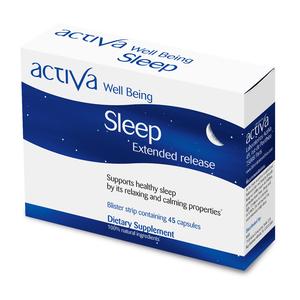 activa Well Being
Sleep
activa Well Being
Sleep
Extended release
Supports healthy sleep
by its relaxing and calming properties*
Blister strip containing 45 capsules
Dietary Supplement
100% natural ingredients
activa